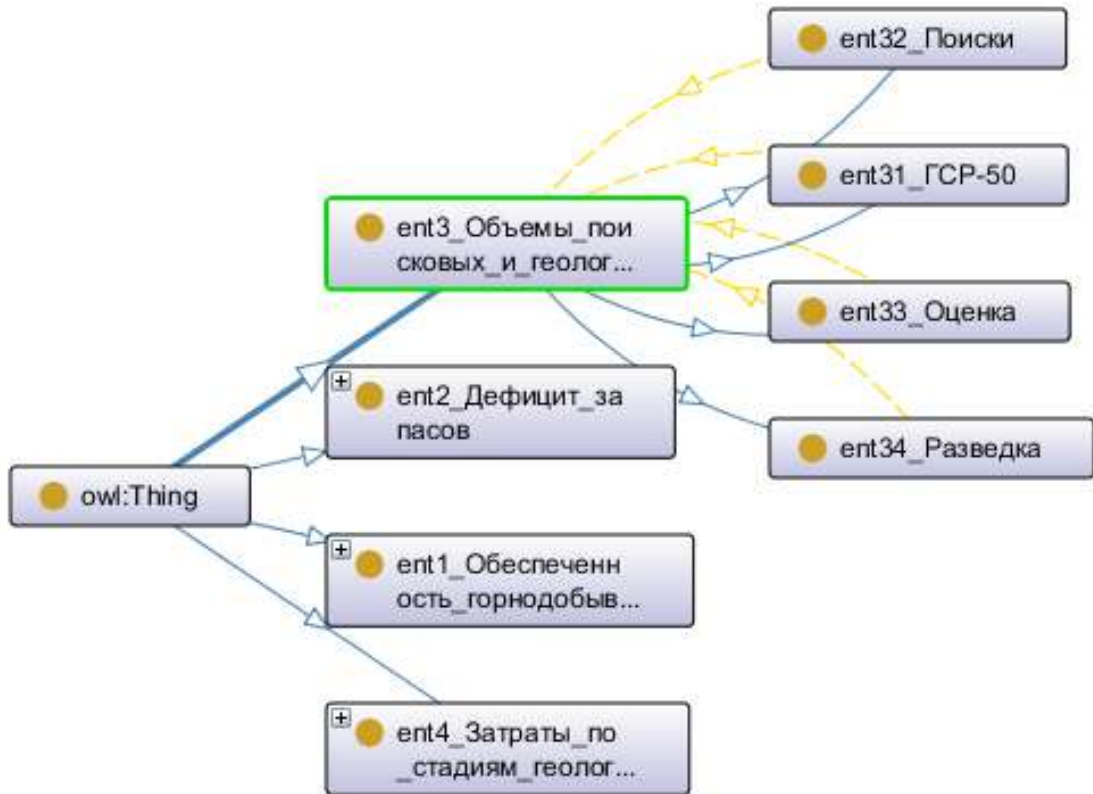 ent32_Поиски
ent31_ГСР-50
ent3_Объемы_пои
сковых_и_геолог...
ent33_Оценка
ent2_Дефицит_за
пасов
ent34_Разведка
owl:Thing
ent1_Обеспеченн
ость_горнодобыв...
ent4_Затраты_по
_стадиям_геолог...